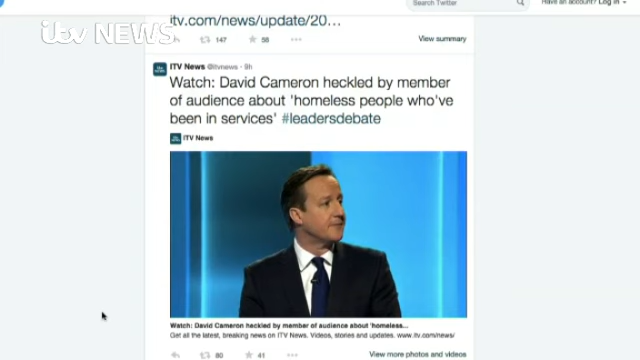 Search Twitter
Have an account? Log in
itv NEWS
itv.com/news/update/20...
147
58
View summary
ITV News @itvnews · 9h
Watch: David Cameron heckled by member
of audience about 'homeless people who've
been in services' #leadersdebate
ITV News
Watch: David Cameron heckled by member of audience about 'homeless...
Get all the latest, breaking news on ITV News. Videos, stories and updates. www.itv.com/news/
80
41
View more photos and videos